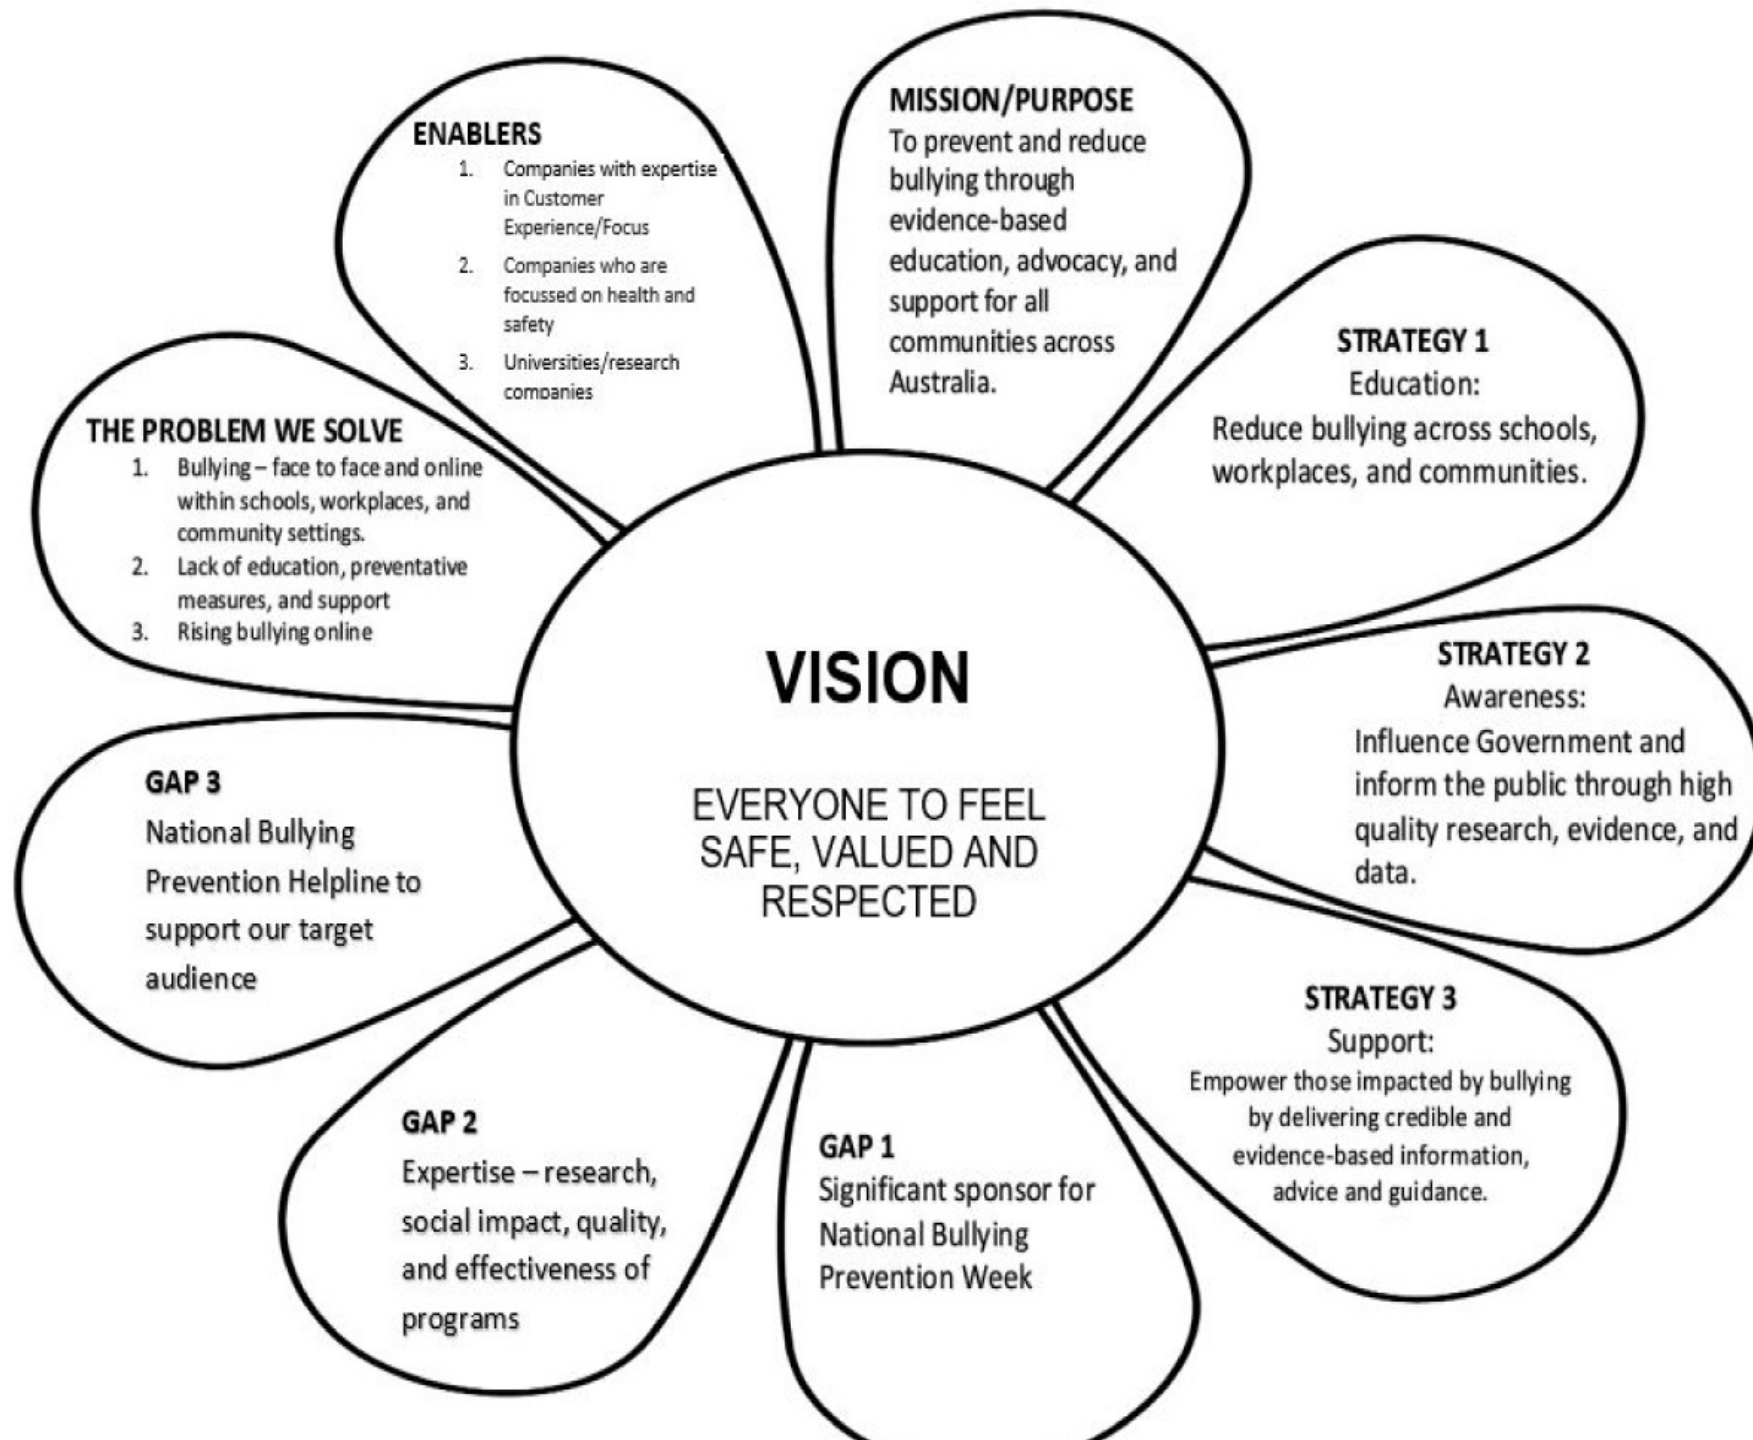 MISSION/PURPOSE
To prevent and reduce
bullying through
evidence-based
education, advocacy, and
support for all
communities across
Australia.
STRATEGY 1
Education:
Reduce bullying across schools,
workplaces, and communities.
STRATEGY 2
Awareness:
Influence Government and
inform the public through high
quality research, evidence, and
data.
STRATEGY 3
Support:
Empower those impacted by bullying
by delivering credible and
evidence-based information,
advice and guidance.
GAP 1
Significant sponsor for
National Bullying
Prevention Week
GAP 2
Expertise – research,
social impact, quality,
and effectiveness of
programs
GAP 3
National Bullying
Prevention Helpline to
support our target
audience
THE PROBLEM WE SOLVE
1. Bullying – face to face and online
within schools, workplaces, and
community settings.
2. Lack of education, preventative
measures, and support
3. Rising bullying online
ENABLERS
1. Companies with expertise
in Customer
Experience/Focus
2. Companies who are
focussed on health and
safety
3. Universities/research
companies
VISION
EVERYONE TO FEEL
SAFE, VALUED AND
RESPECTED